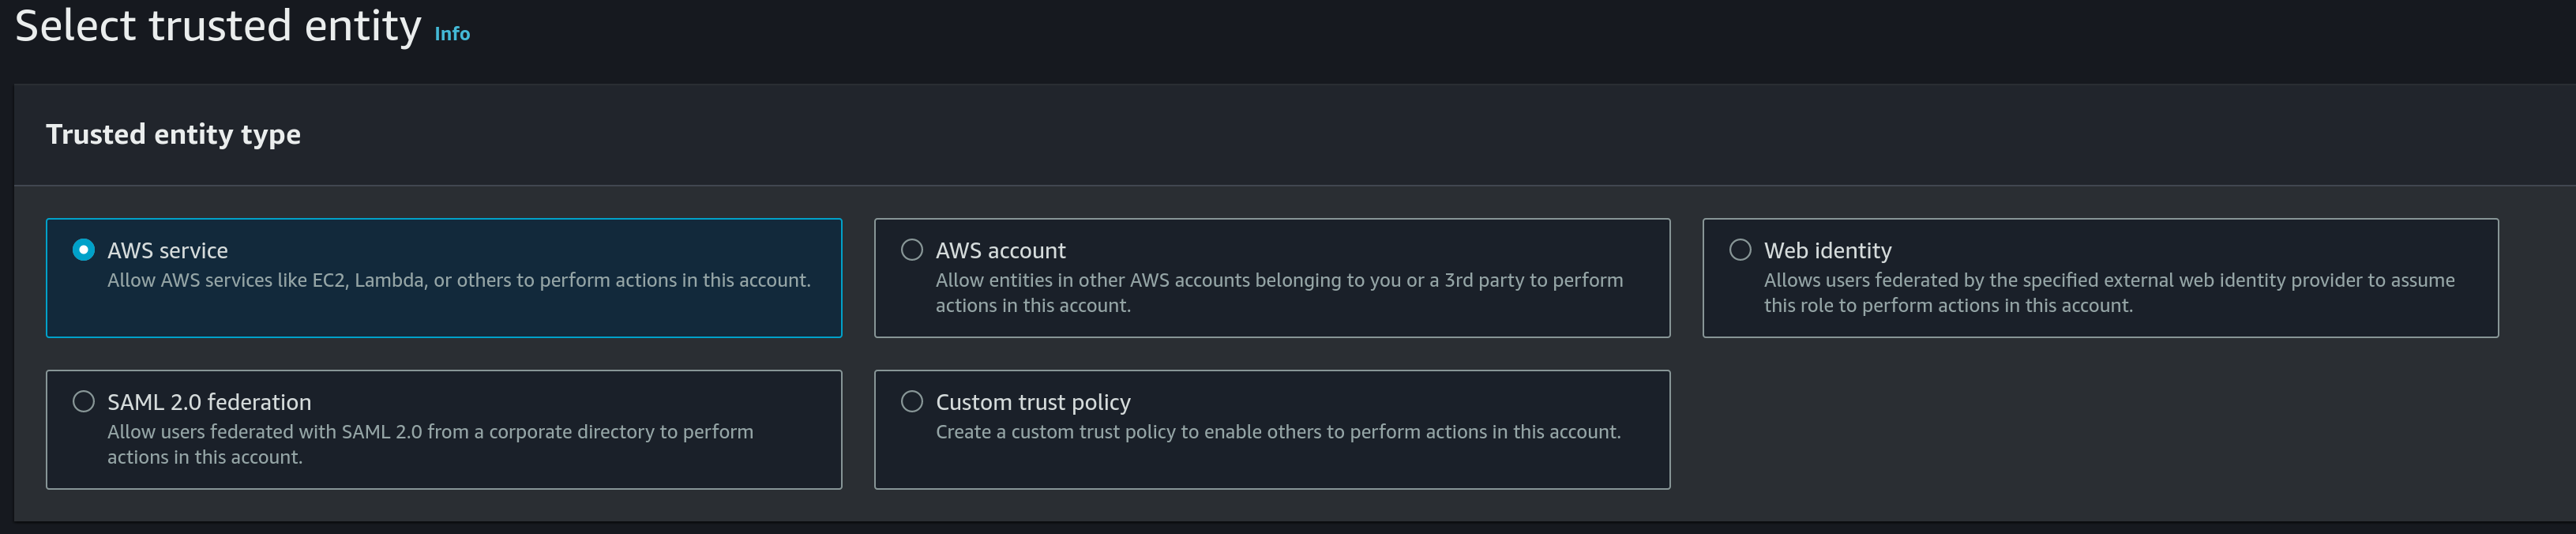 Select trusted entity Info
Trusted entity type
AWS service
Allow AWS services like EC2, Lambda, or others to perform actions in this account.
AWS account
Allow entities in other AWS accounts belonging to you or a 3rd party to perform
actions in this account.
Web identity
Allows users federated by the specified external web identity provider to assume
this role to perform actions in this account.
SAML 2.0 federation
Allow users federated with SAML 2.0 from a corporate directory to perform
actions in this account.
Custom trust policy
Create a custom trust policy to enable others to perform actions in this account.